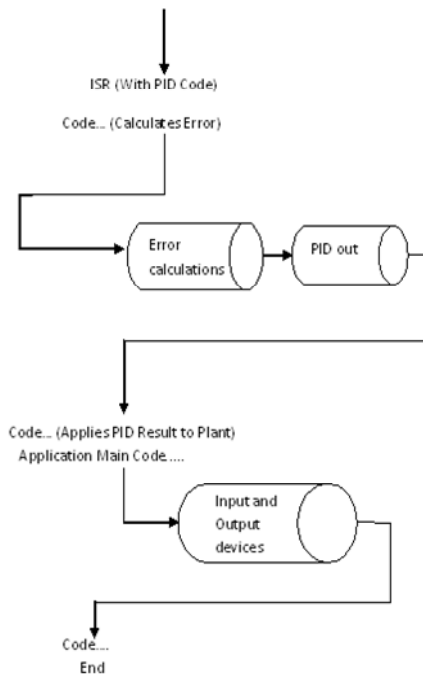 ISR (With PID Code)
Code... (Calculates Error)
Error
calculations
PID out
Code... (Applies PID Result to Plant)
Application Main Code.....
Input and
Output
devices
Code....
End